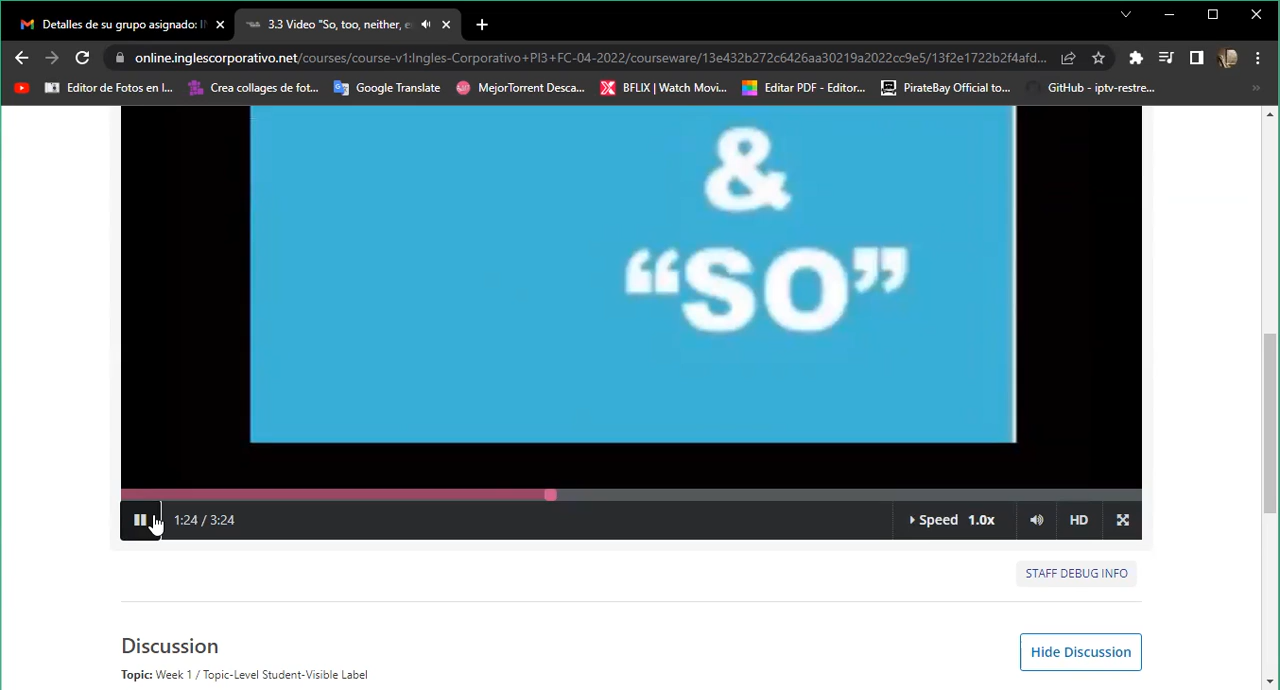 Detalles de su grupo asignado: I
3.3 Video "So, too, neither, e
online.inglescorporativo.net/courses/course-v1:Ingles-Corporativo+PI3+FC-04-2022/courseware/13e432b272c6426aa30219a2022cc9e5/13f2e1722b2f4afd...
Editor de Fotos en l...
Crea collages de fot...
Google Translate
MejorTorrent Desca...
BFLIX | Watch Movi...
Editar PDF - Editor...
PirateBay Official to...
GitHub - iptv-restre...
&
“SO”
1:24 / 3:24
Speed 1.0x
HD
STAFF DEBUG INFO
Discussion
Hide Discussion
Topic: Week 1 / Topic-Level Student-Visible Label